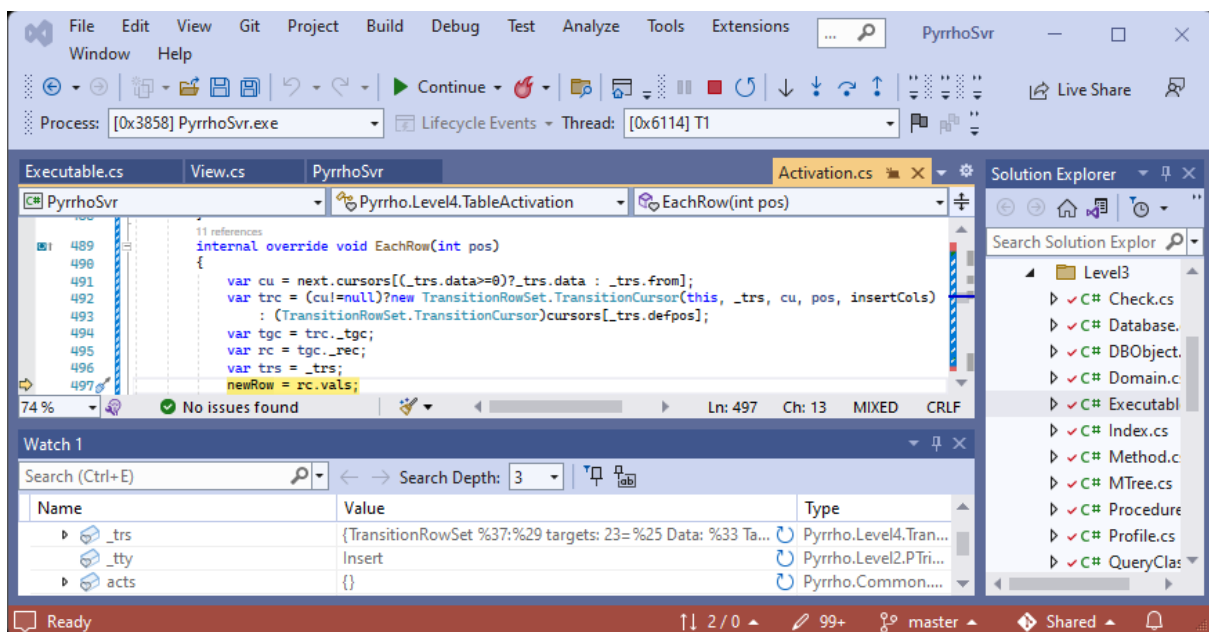 File Edit View Git Project Build Debug Test Analyze Tools Extensions ... PyrrhoSvr
Window Help
Continue Live Share
Process: [0x3858] PyrrhoSvr.exe Lifecycle Events Thread: [0x6114] T1
Executable.cs View.cs PyrrhoSvr Activation.cs Solution Explorer
C# PyrrhoSvr Pyrrho.Level4.TableActivation EachRow(int pos)
11 references
Search Solution Explor
489 internal override void EachRow(int pos)
490 {
491 var cu = next.cursors[(_trs.data>=0)?_trs.data : _trs.from];
492 var trc = (cu!=null)?new TransitionRowSet.TransitionCursor(this, _trs, cu, pos, insertCols)
493 : (TransitionRowSet.TransitionCursor)cursors[_trs.defpos];
494 var tgc = trc._tgc;
495 var rc = tgc._rec;
496 var trs = _trs;
497 newRow = rc.vals;
74 % No issues found Ln: 497 Ch: 13 MIXED CRLF
Level3
C# Check.cs
C# Database.
C# DBObject.
C# Domain.c
C# Executabl
C# Index.cs
C# Method.c
C# MTree.cs
C# Procedure
C# Profile.cs
C# QueryClas
Watch 1
Search (Ctrl+E) Search Depth: 3
Name Value Type
_trs {TransitionRowSet %37:%29 targets: 23=%25 Data: %33 Ta... Pyrrho.Level4.Tran...
_tty Insert Pyrrho.Level2.PTri...
acts {} Pyrrho.Common....
Ready 2 / 0 99+ master Shared